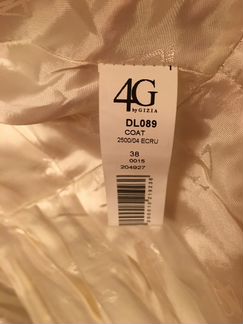 4G
by GIZIA
DL089
COAT
2500/04 ECRU
38
0015
204927